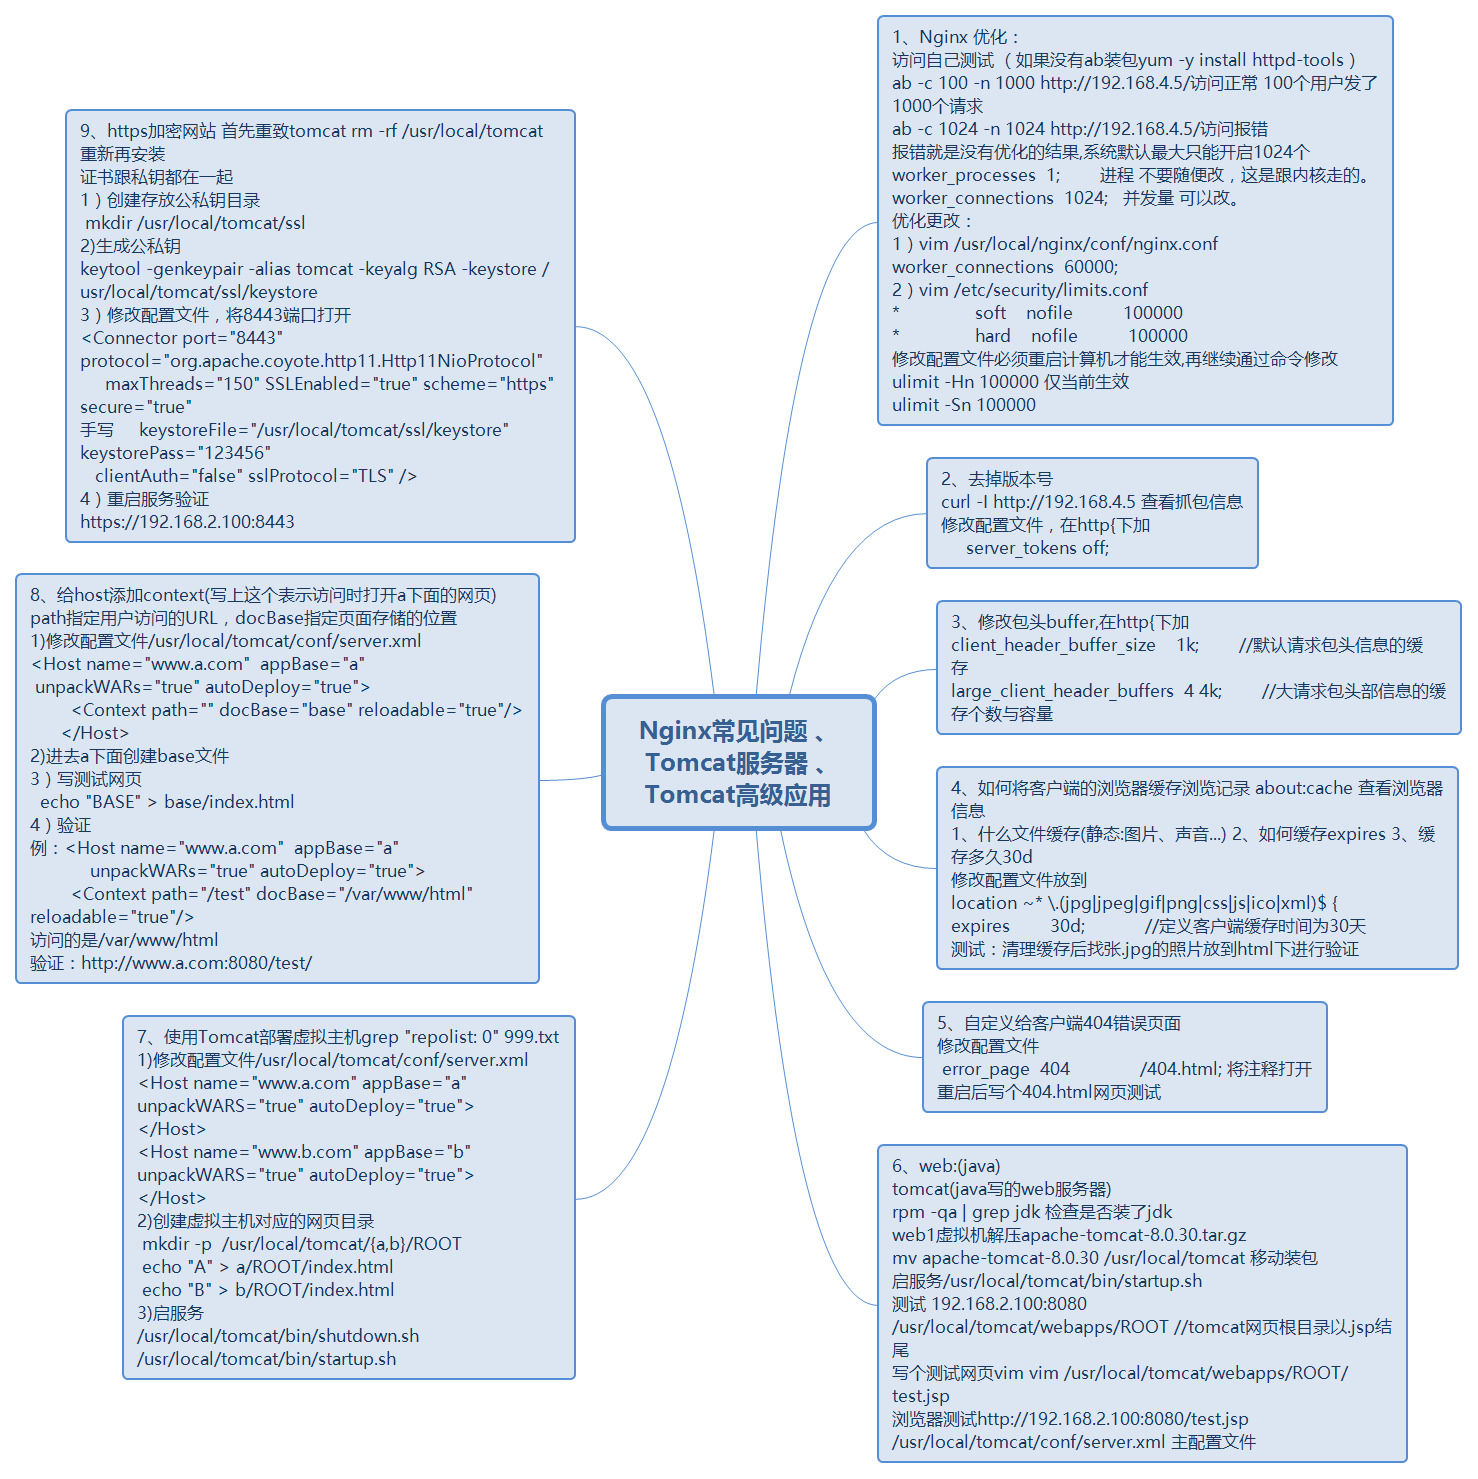 Nginx常见问题 、
Tomcat服务器 、
Tomcat高级应用
1、Nginx 优化：
访问自己测试 （ 如果没有ab装包yum -y install httpd-tools ）
ab -c 100 -n 1000 http://192.168.4.5/访问正常 100个用户发了
1000个请求
ab -c 1024 -n 1024 http://192.168.4.5/访问报错
报错就是没有优化的结果,系统默认最大只能开启1024个
worker_processes  1;        进程 不要随便改，这是跟内核走的。
worker_connections  1024;   并发量 可以改。
优化更改：
1 ) vim /usr/local/nginx/conf/nginx.conf
worker_connections  60000;
2 ) vim /etc/security/limits.conf
*               soft    nofile          100000
*               hard    nofile          100000
修改配置文件必须重启计算机才能生效,再继续通过命令修改
ulimit -Hn 100000 仅当前生效
ulimit -Sn 100000
2、去掉版本号
curl -I http://192.168.4.5 查看抓包信息
修改配置文件，在http{下加
     server_tokens off;
3、修改包头buffer,在http{下加
client_header_buffer_size    1k;        //默认请求包头信息的缓
存
large_client_header_buffers  4 4k;        //大请求包头部信息的缓
存个数与容量
4、如何将客户端的浏览器缓存浏览记录 about:cache 查看浏览器
信息
1、什么文件缓存(静态:图片、声音...) 2、如何缓存expires 3、缓
存多久30d
修改配置文件放到
location ~* \.(jpg|jpeg|gif|png|css|js|ico|xml)$ {
expires        30d;            //定义客户端缓存时间为30天
测试：清理缓存后找张.jpg的照片放到html下进行验证
5、自定义给客户端404错误页面
修改配置文件
 error_page  404              /404.html; 将注释打开
重启后写个404.html网页测试
6、web:(java)
tomcat(java写的web服务器)
rpm -qa | grep jdk 检查是否装了jdk
web1虚拟机解压apache-tomcat-8.0.30.tar.gz
mv apache-tomcat-8.0.30 /usr/local/tomcat 移动装包
启服务/usr/local/tomcat/bin/startup.sh
测试 192.168.2.100:8080
/usr/local/tomcat/webapps/ROOT //tomcat网页根目录以.jsp结
尾
写个测试网页vim vim /usr/local/tomcat/webapps/ROOT/
test.jsp
浏览器测试http://192.168.2.100:8080/test.jsp
/usr/local/tomcat/conf/server.xml 主配置文件
7、使用Tomcat部署虚拟主机grep "repolist: 0" 999.txt
1)修改配置文件/usr/local/tomcat/conf/server.xml
<Host name="www.a.com" appBase="a"
unpackWARS="true" autoDeploy="true">
</Host>
<Host name="www.b.com" appBase="b"
unpackWARS="true" autoDeploy="true">
</Host>
2)创建虚拟主机对应的网页目录
 mkdir -p  /usr/local/tomcat/{a,b}/ROOT
 echo "A" > a/ROOT/index.html
 echo "B" > b/ROOT/index.html
3)启服务
/usr/local/tomcat/bin/shutdown.sh
/usr/local/tomcat/bin/startup.sh
8、给host添加context(写上这个表示访问时打开a下面的网页)
path指定用户访问的URL，docBase指定页面存储的位置
1)修改配置文件/usr/local/tomcat/conf/server.xml
<Host name="www.a.com"  appBase="a"
 unpackWARs="true" autoDeploy="true">
        <Context path="" docBase="base" reloadable="true"/>
      </Host>
2)进去a下面创建base文件
3 ) 写测试网页
  echo "BASE" > base/index.html
4 ) 验证
例：<Host name="www.a.com"  appBase="a"
            unpackWARs="true" autoDeploy="true">
        <Context path="/test" docBase="/var/www/html"
reloadable="true"/>
访问的是/var/www/html
验证：http://www.a.com:8080/test/
9、https加密网站 首先重致tomcat rm -rf /usr/local/tomcat
重新再安装
证书跟私钥都在一起
1 ) 创建存放公私钥目录
 mkdir /usr/local/tomcat/ssl
2)生成公私钥
keytool -genkeypair -alias tomcat -keyalg RSA -keystore /
usr/local/tomcat/ssl/keystore
3 ) 修改配置文件，将8443端口打开
<Connector port="8443"
protocol="org.apache.coyote.http11.Http11NioProtocol"
     maxThreads="150" SSLEnabled="true" scheme="https"
secure="true"
手写     keystoreFile="/usr/local/tomcat/ssl/keystore"
keystorePass="123456"
   clientAuth="false" sslProtocol="TLS" />
4 ) 重启服务验证
https://192.168.2.100:8443